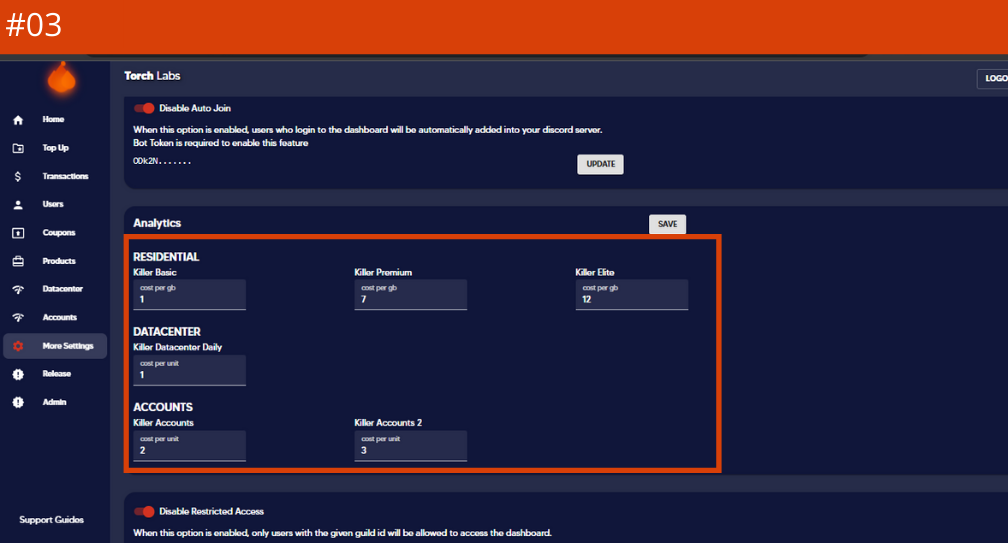 #03
Torch Labs
LOGO
Disable Auto Join
Home
When this option is enabled, users who login to the dashboard will be automatically added into your discord server.
Bot Token is required to enable this feature
Top Up
ODk2N.......
UPDATE
Transactions
Users
Analytics
SAVE
Coupons
RESIDENTIAL
Products
Killer Basic
Killer Premium
Killer Elite
cost per gb
cost per gb
cost per gb
Datacenter
1
7
12
Accounts
DATACENTER
Killer Datacenter Daily
More Settings
cost per unit
1
Release
Admin
ACCOUNTS
Killer Accounts
Killer Accounts 2
cost per unit
cost per unit
2
3
Disable Restricted Access
Support Guides
When this option is enabled, only users with the given guild id will be allowed to access the dashboard.